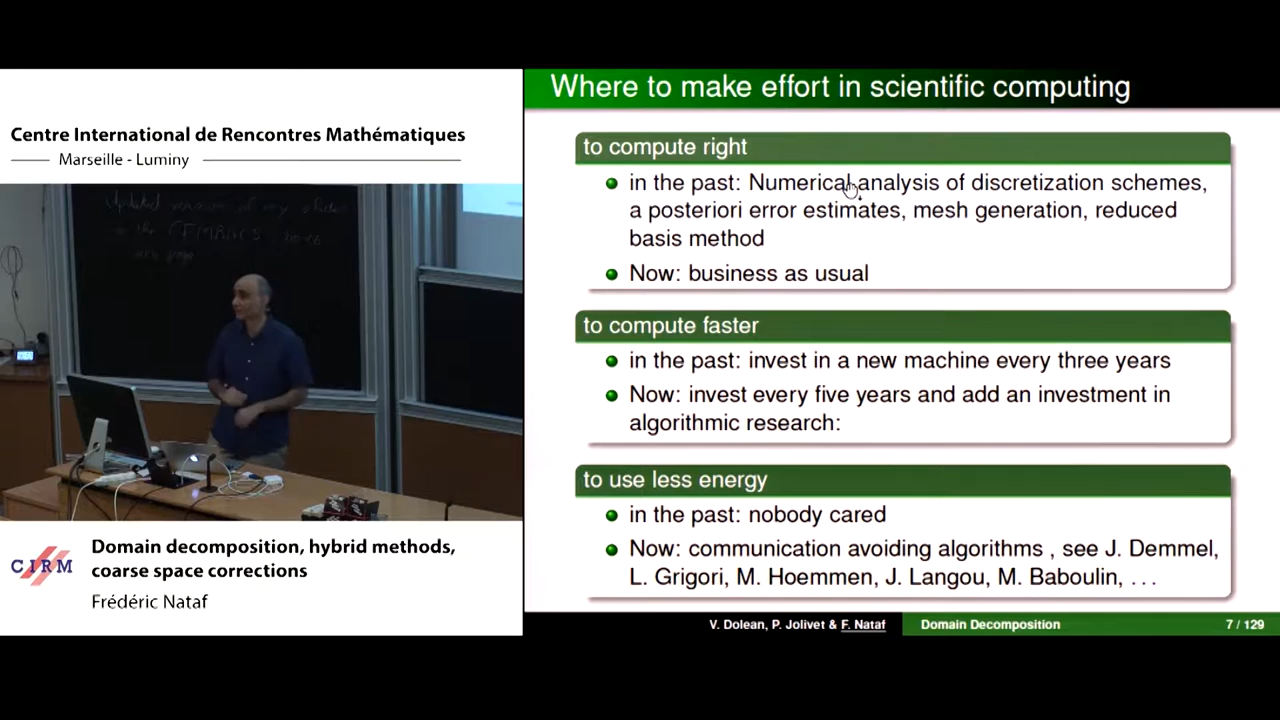 Centre International de Rencontres Mathématiques
Marseille - Luminy
Updated version of my slides
CIRM
Domain decomposition, hybrid methods,
coarse space corrections
Frédéric Nataf
Where to make effort in scientific computing
to compute right
in the past: Numerical analysis of discretization schemes,
a posteriori error estimates, mesh generation, reduced
basis method
Now: business as usual
to compute faster
in the past: invest in a new machine every three years
Now: invest every five years and add an investment in
algorithmic research:
to use less energy
in the past: nobody cared
Now: communication avoiding algorithms , see J. Demmel,
L. Grigori, M. Hoemmen, J. Langou, M. Baboulin, ...
V. Dolean, P. Jolivet & F. Nataf
Domain Decomposition
7 / 129